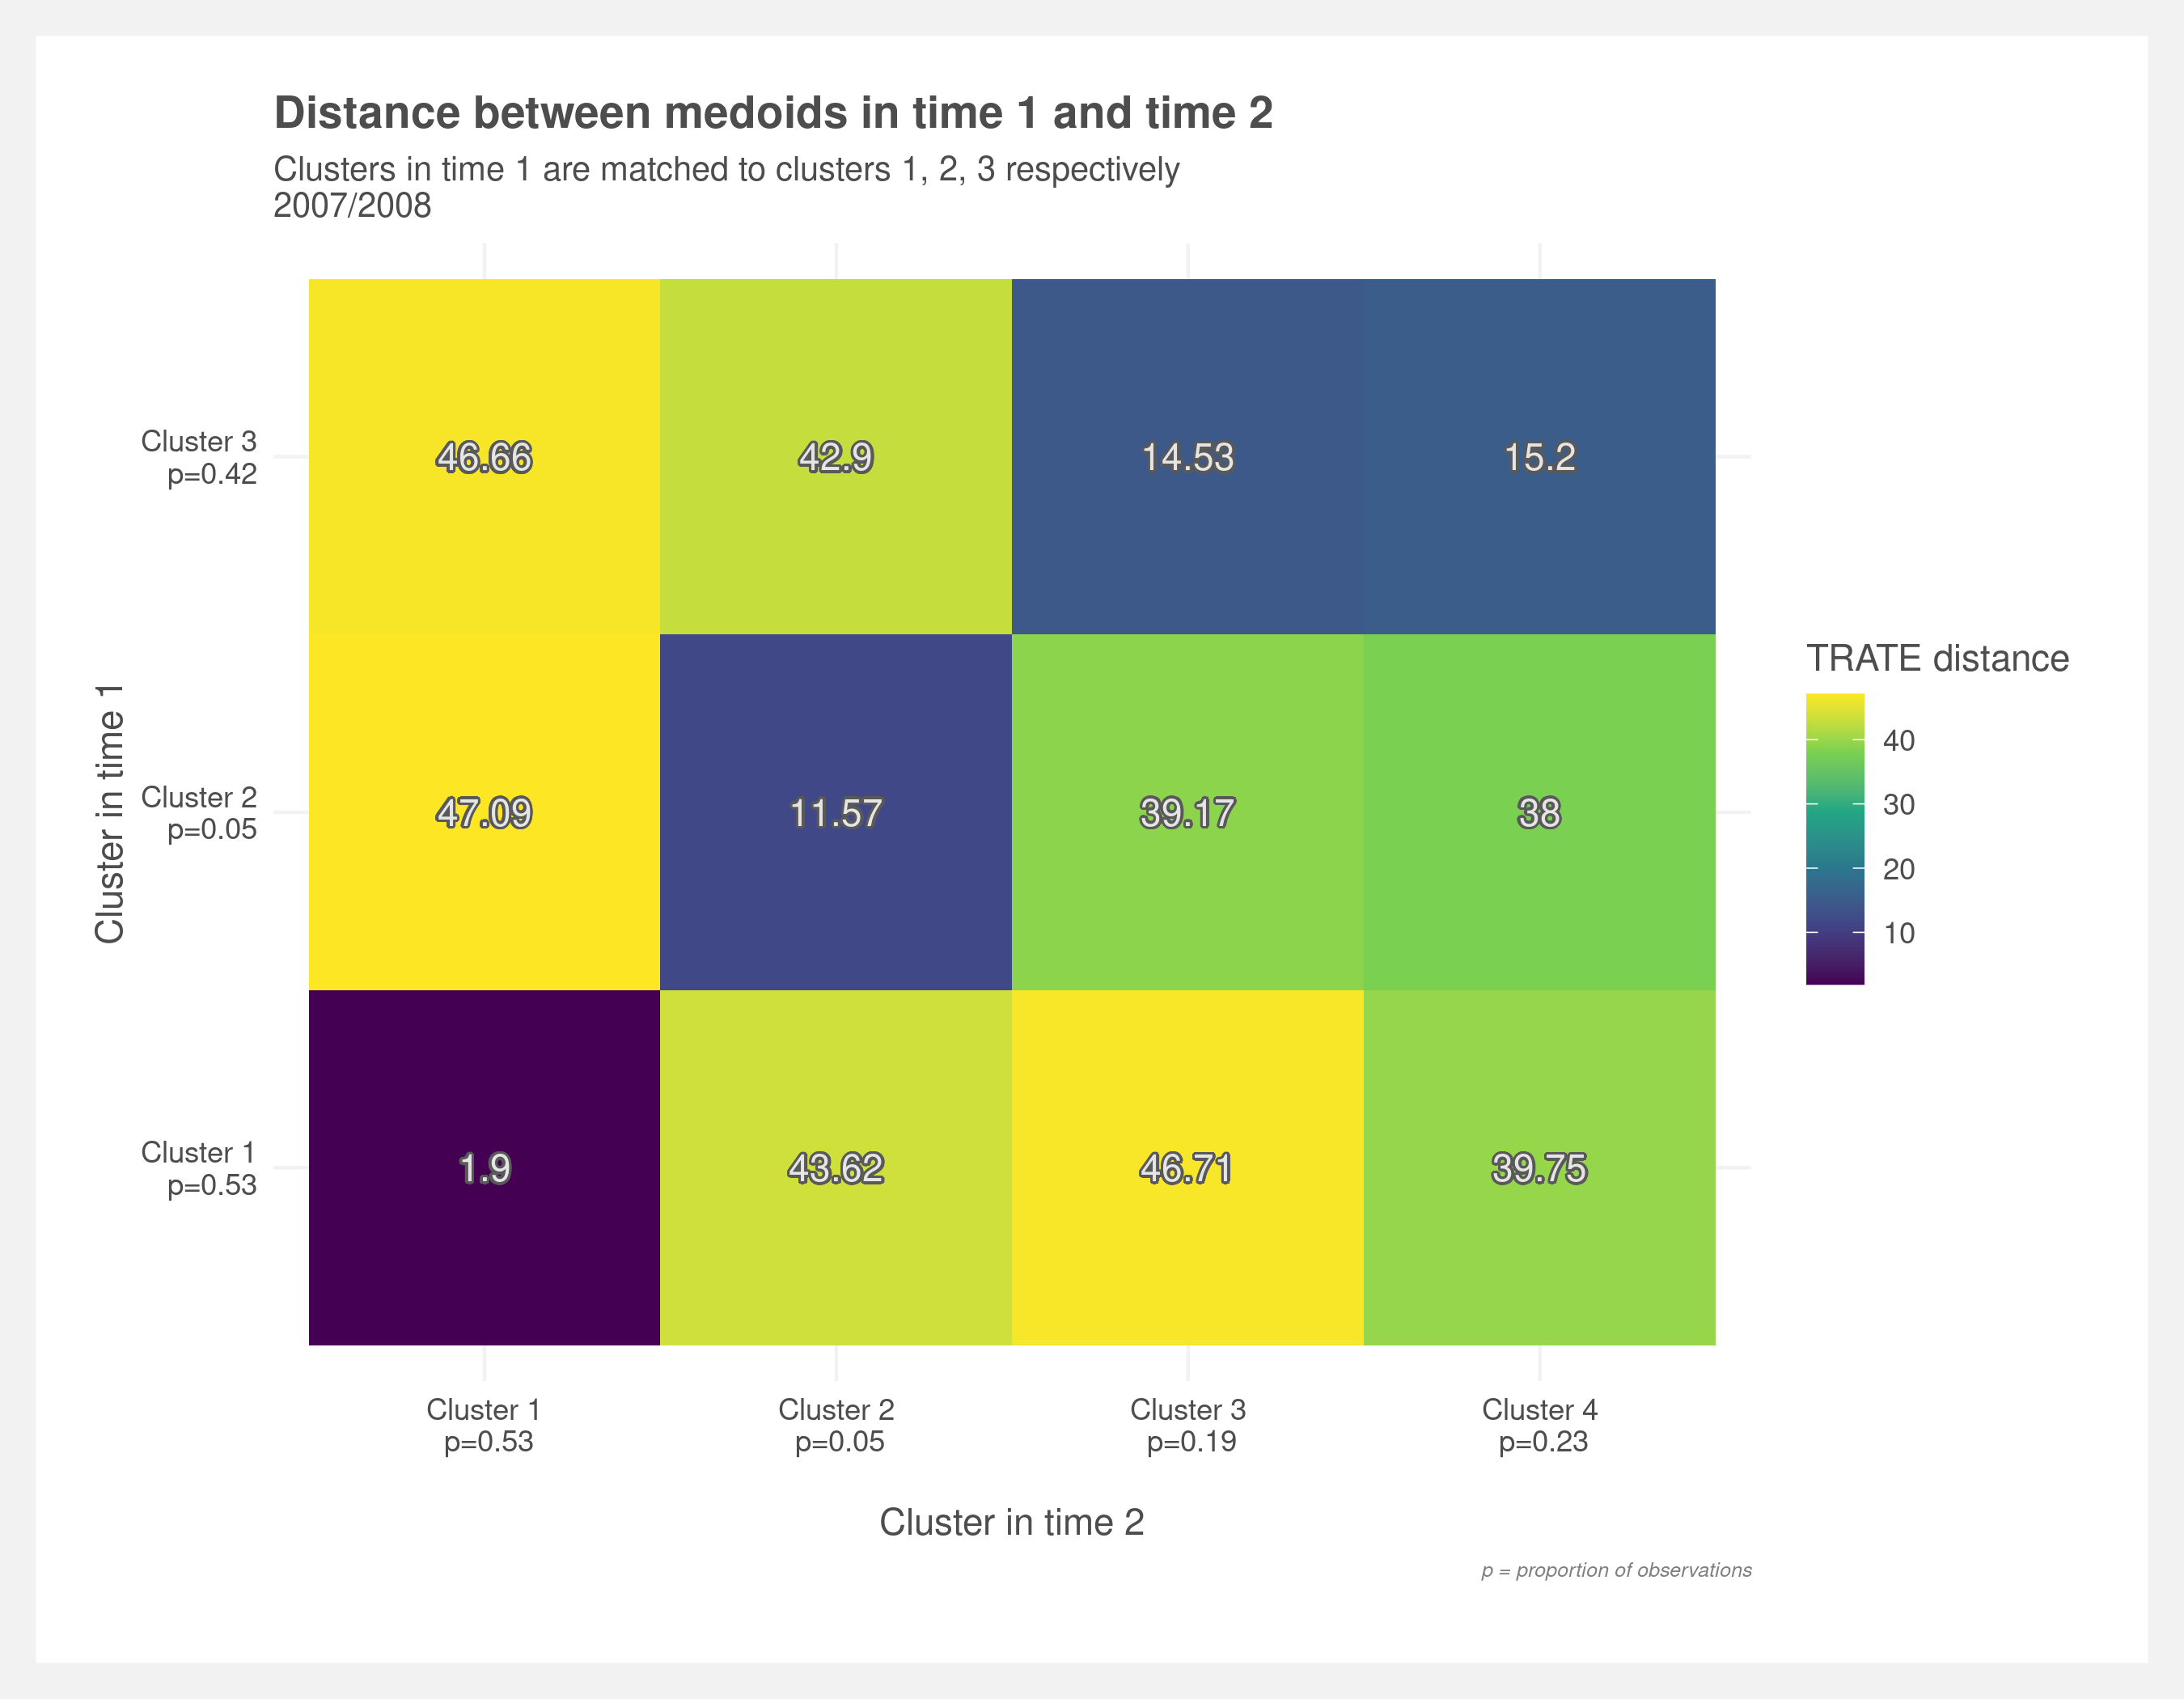 Distance between medoids in time 1 and time 2
Clusters in time 1 are matched to clusters 1, 2, 3 respectively
2007/2008
Cluster in time 1
Cluster 3
p=0.42
46.66
42.9
14.53
15.2
Cluster 2
p=0.05
47.09
11.57
39.17
38
Cluster 1
p=0.53
1.9
43.62
46.71
39.75
Cluster 1
p=0.53
Cluster 2
p=0.05
Cluster 3
p=0.19
Cluster 4
p=0.23
Cluster in time 2
TRATE distance
40
30
20
10
p = proportion of observations